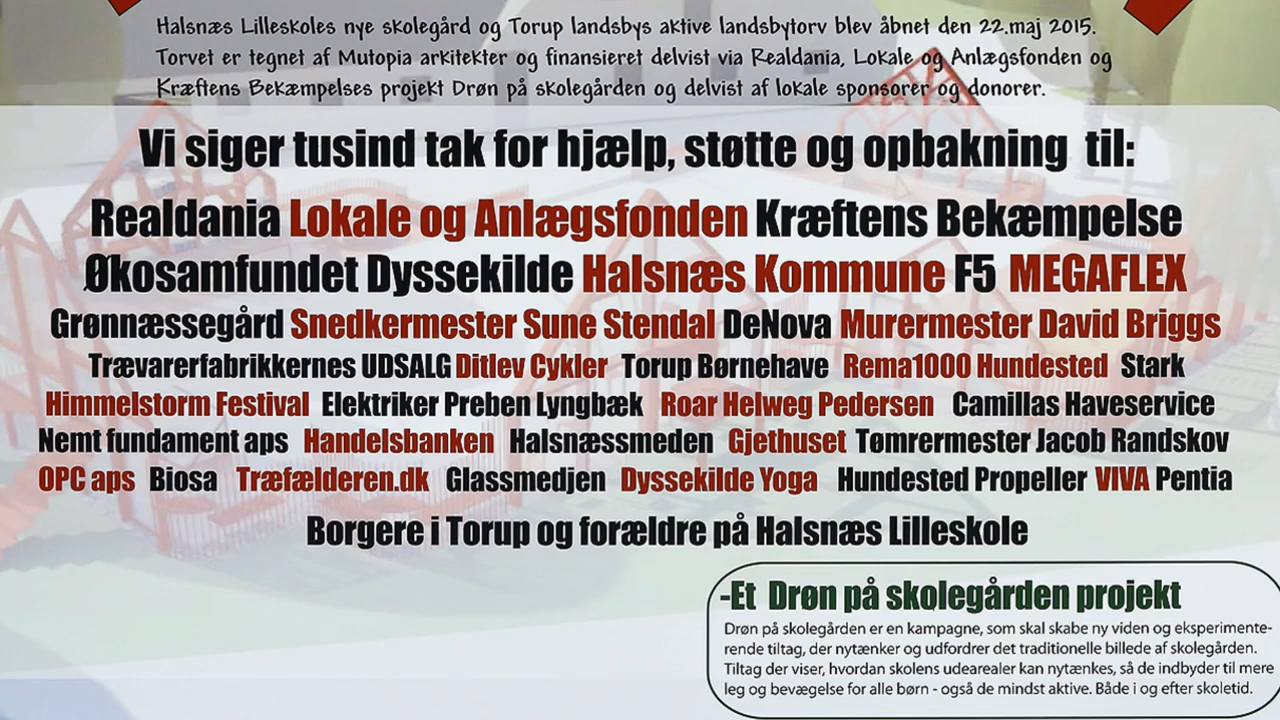 Halsnæs Lilleskoles nye skolegård og Torup landsbys aktive landsbytorv blev åbnet den 22.maj 2015.
Torvet er tegnet af Mutopia arkitekter og finansieret delvist via Realdania, Lokale og Anlægsfonden og
Kræftens Bekæmpelses projekt Drøn på skolegården og delvist af lokale sponsorer og donorer.
Vi siger tusind tak for hjælp, støtte og opbakning til:
Realdania Lokale og Anlægsfonden Kræftens Bekæmpelse
Økosamfundet Dyssekilde Halsnæs Kommune F5 MEGAFLEX
Grønnæssegård Snedkermester Sune Stendal DeNova Murermester David Briggs
Trævarerfabrikkernes UDSALG Ditlev Cykler Torup Børnehave Rema1000 Hundested Stark
Himmelstorm Festival Elektriker Preben Lyngbæk Roar Helweg Pedersen Camillas Haveservice
Nemt fundament aps Handelsbanken Halsnæssmeden Gjethuset Tømrermester Jacob Randskov
OPC aps Biosa Træfælderen.dk Glassmedjen Dyssekilde Yoga Hundested Propeller VIVA Pentia
Borgere i Torup og forældre på Halsnæs Lilleskole
-Et Drøn på skolegården projekt
Drøn på skolegården er en kampagne, som skal skabe ny viden og eksperimente-
rende tiltag, der nytænker og udfordrer det traditionelle billede af skolegården.
Tiltag der viser, hvordan skolens udearealer kan nytænkes, så de indbyder til mere
leg og bevægelse for alle børn - også de mindst aktive. Både i og efter skoletid.